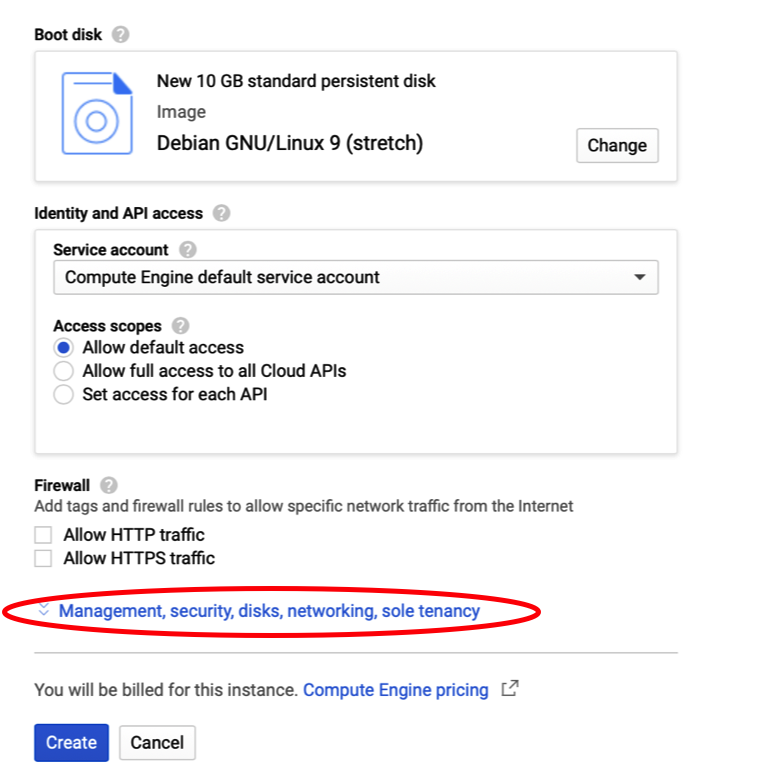 Boot disk ?
New 10 GB standard persistent disk
Image
Debian GNU/Linux 9 (stretch)
Change
Identity and API access ?
Service account ?
Compute Engine default service account
Access scopes ?
Allow default access
Allow full access to all Cloud APIs
Set access for each API
Firewall ?
Add tags and firewall rules to allow specific network traffic from the Internet
Allow HTTP traffic
Allow HTTPS traffic
Management, security, disks, networking, sole tenancy
You will be billed for this instance. Compute Engine pricing
Create Cancel